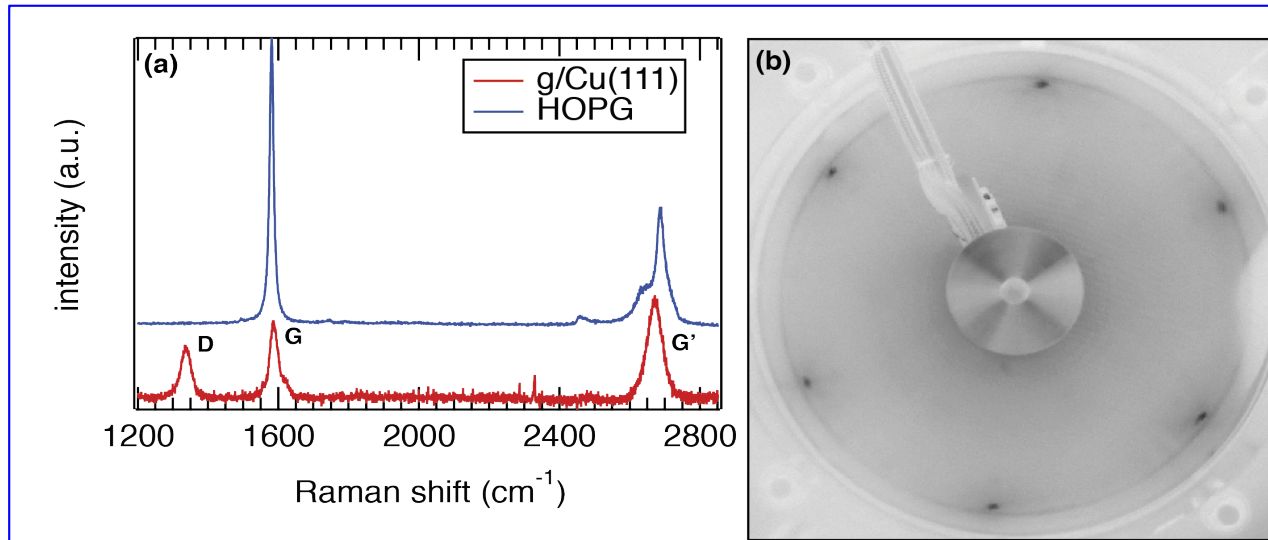 (a)
g/Cu(111)
HOPG
intensity (a.u.)
D
G
G’
1200 1600 2000 2400 2800
Raman shift (cm⁻¹)
(b)